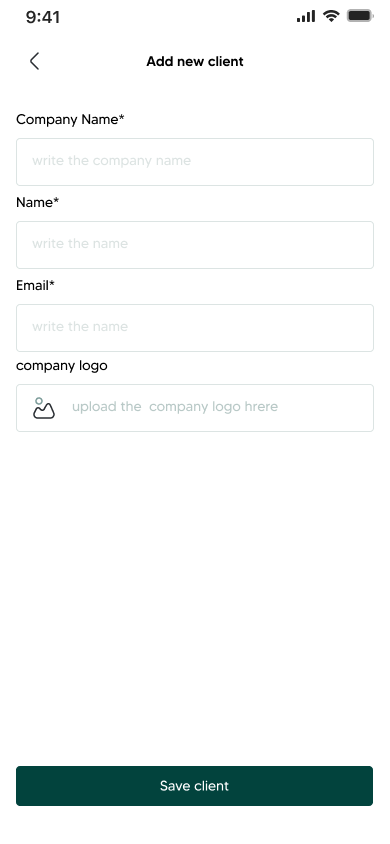 9:41
Add new client
Company Name*
write the company name
Name*
write the name
Email*
write the name
company logo
upload the  company logo hrere
Save client